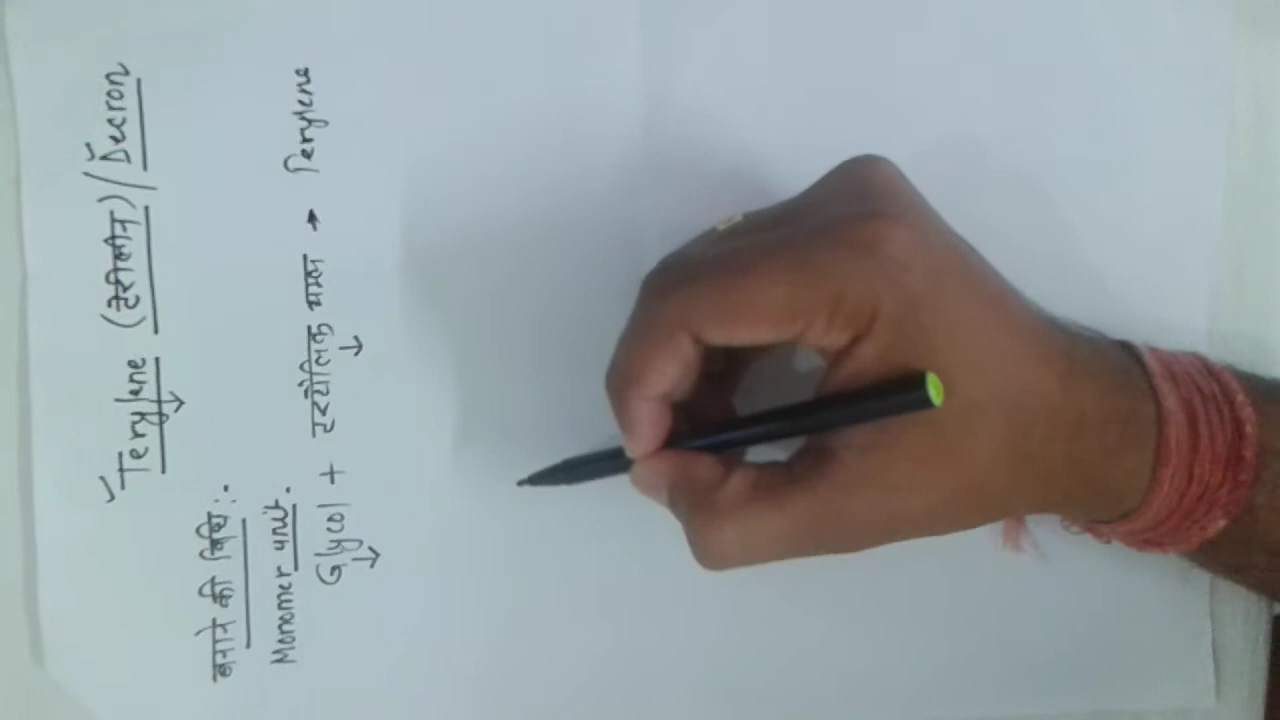 Terylene (टेरीलीन) / Decron
बनाने की विधि :-
Monomer unit.
Glycol + टरथैलिक अम्ल → Terylene